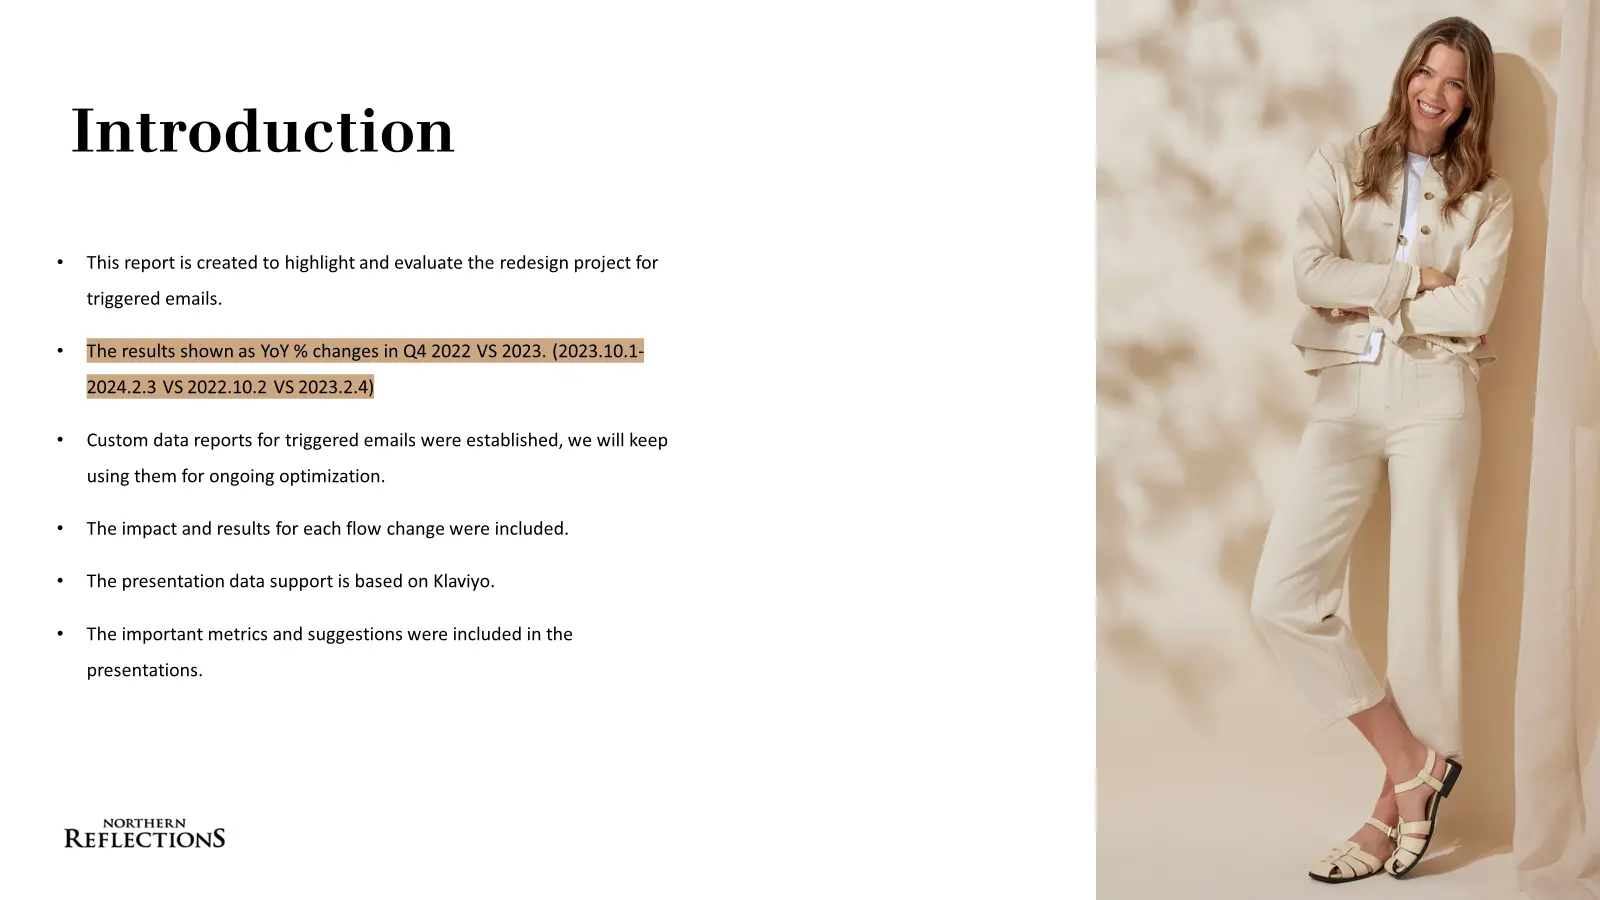 Introduction
• This report is created to highlight and evaluate the redesign project for
triggered emails.
• The results shown as YoY % changes in Q4 2022 VS 2023. (2023.10.1-
2024.2.3 VS 2022.10.2 VS 2023.2.4)
• Custom data reports for triggered emails were established, we will keep
using them for ongoing optimization.
• The impact and results for each flow change were included.
• The presentation data support is based on Klaviyo.
• The important metrics and suggestions were included in the
presentations.
NORTHERN
REFLECTIONS